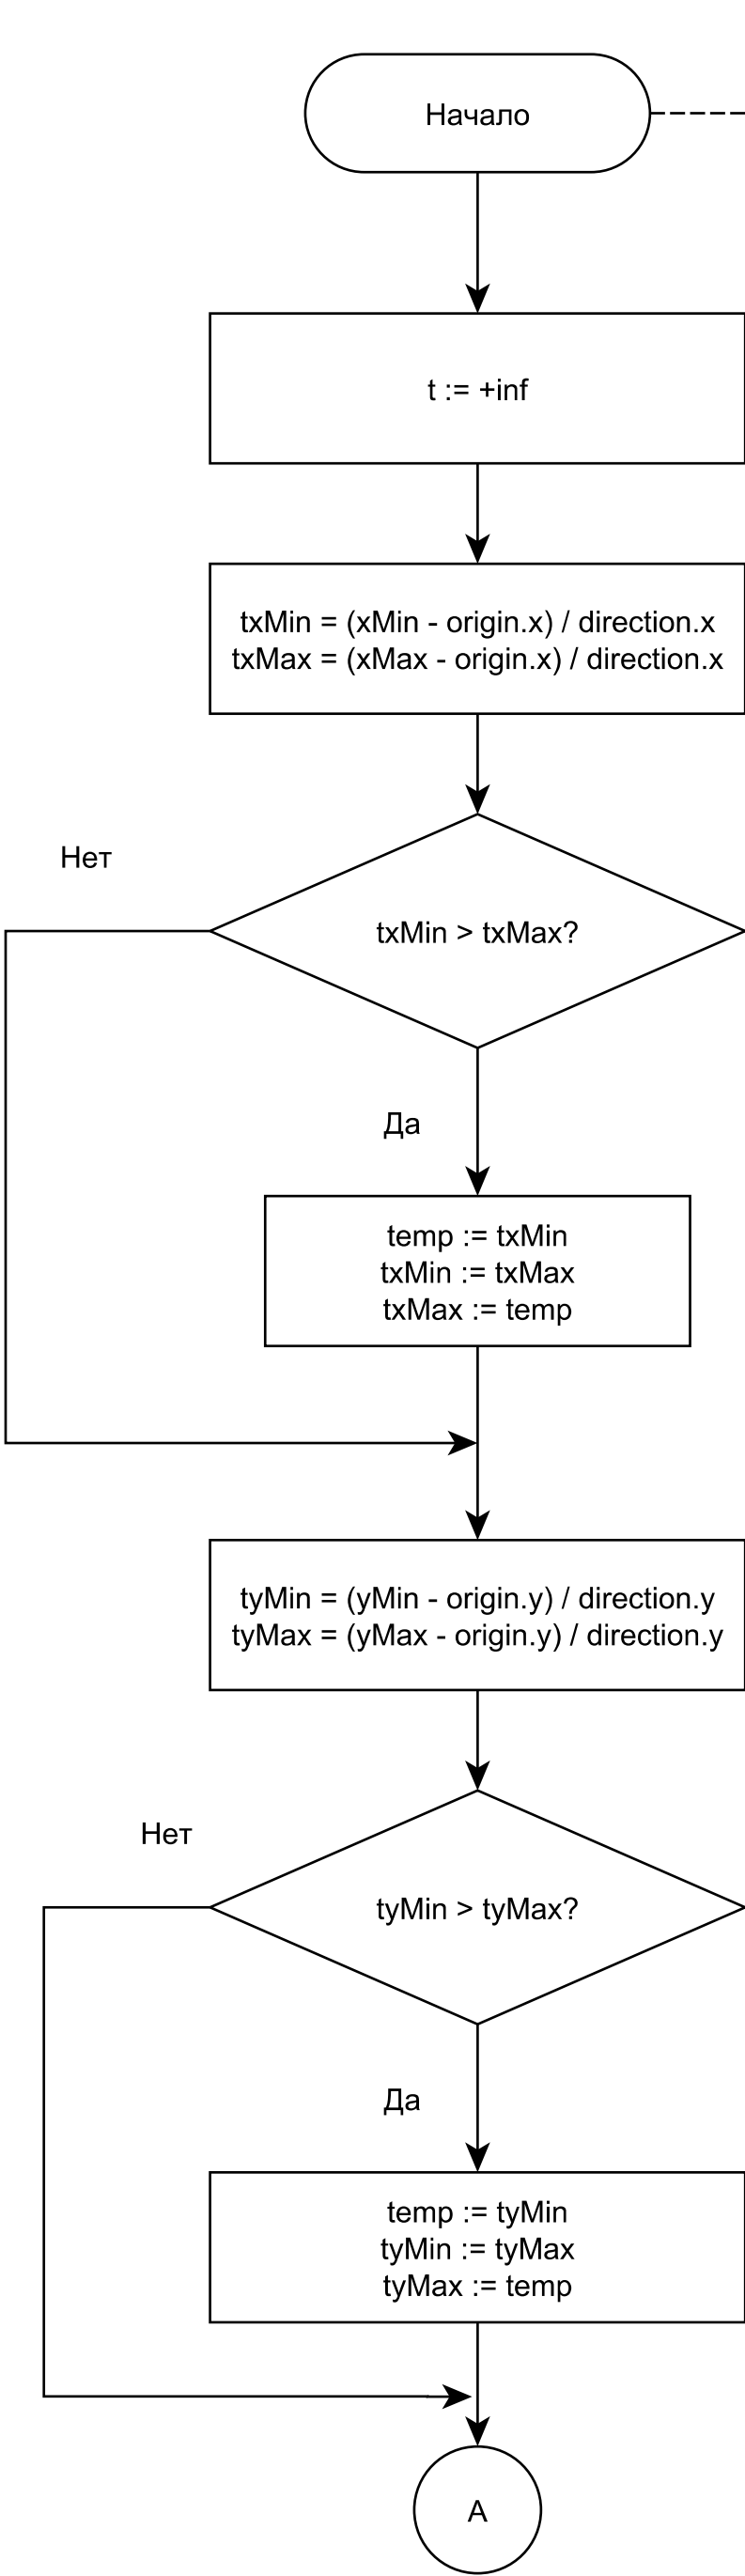 Начало
t := +inf
txMin = (xMin - origin.x) / direction.x
txMax = (xMax - origin.x) / direction.x
Нет
txMin > txMax?
Да
temp := txMin
txMin := txMax
txMax := temp
tyMin = (yMin - origin.y) / direction.y
tyMax = (yMax - origin.y) / direction.y
Нет
tyMin > tyMax?
Да
temp := tyMin
tyMin := tyMax
tyMax := temp
A